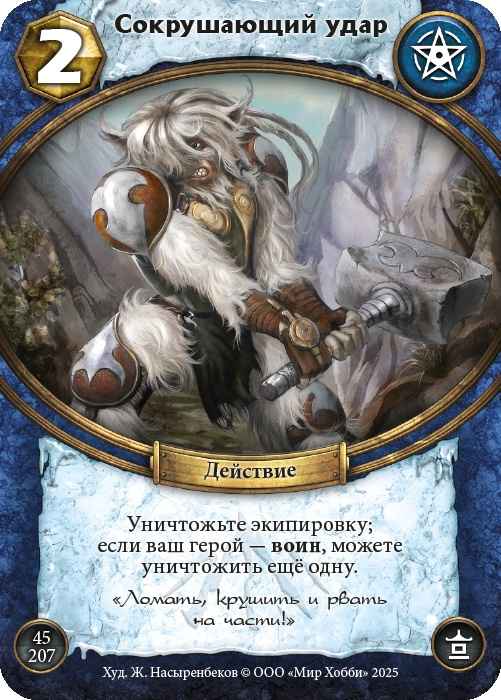 2
Сокрушающий удар
Действие
Уничтожьте экипировку;
если ваш герой — воин, можете
уничтожить ещё одну.
«Ломать, крушить и рвать
на части!»
45
207
Худ. Ж. Насыренбеков © ООО «Мир Хобби» 2025